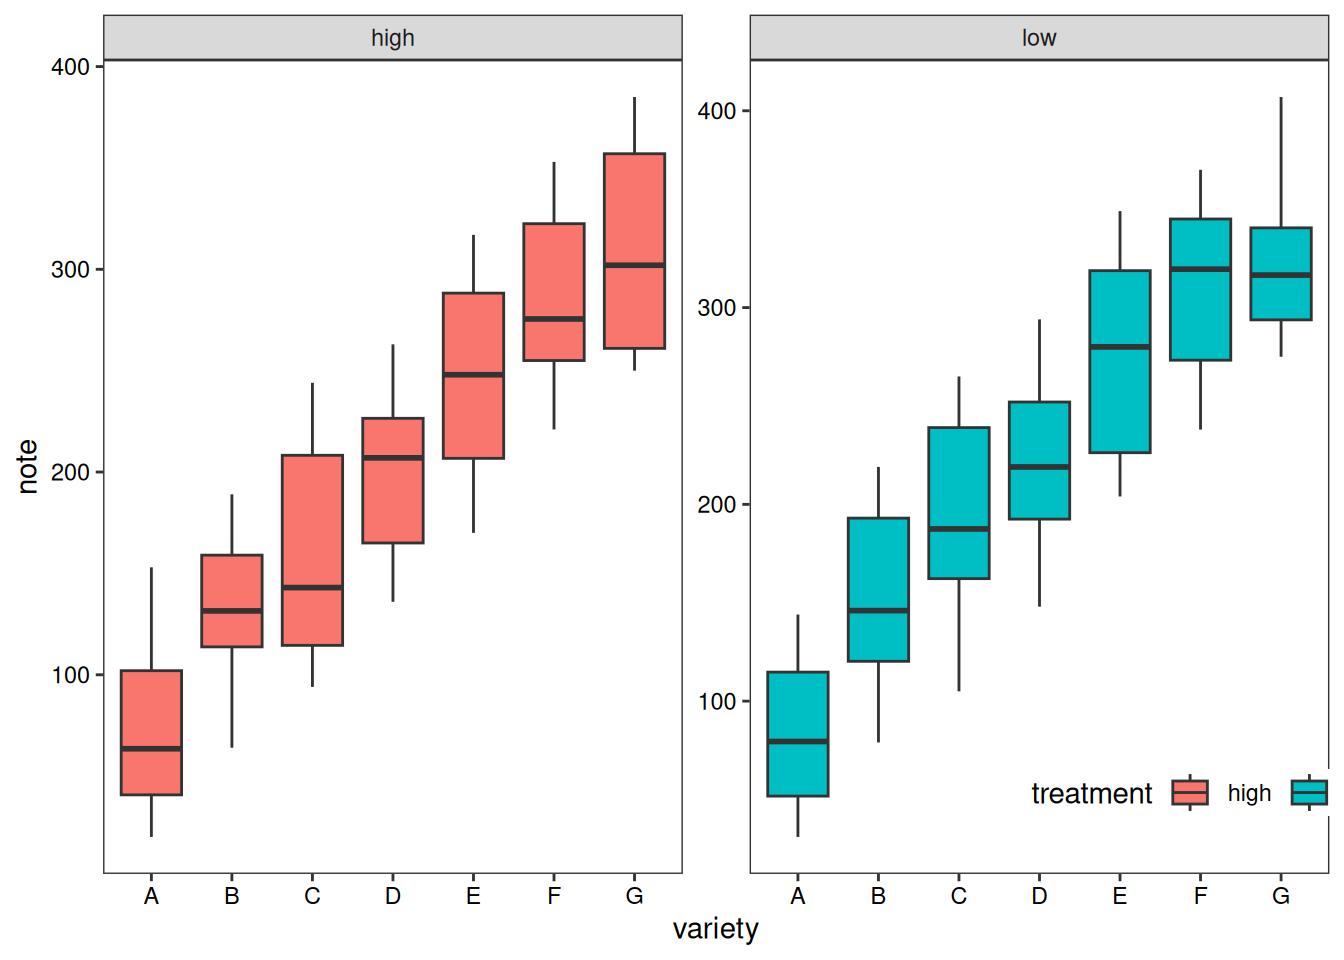 high
low
note
400
300
200
100
400
300
200
100
treatment high
A B C D E F G
A B C D E F G
variety